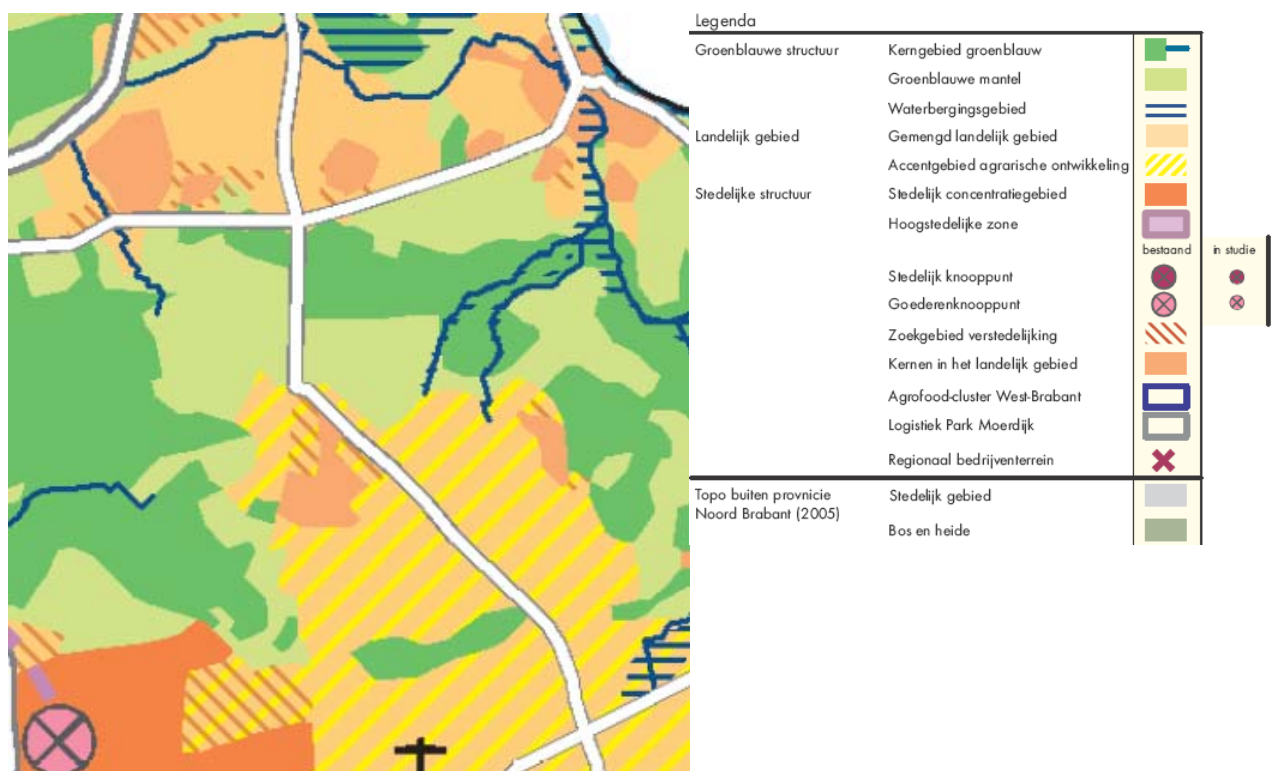 Legenda
Groenblauwe structuur Kerngebied groenblauw
Groenblauwe mantel
Waterbergingsgebied
Landelijk gebied Gemengd landelijk gebied
Accentgebied agrarische ontwikkeling
Stedelijke structuur Stedelijk concentratiegebied
Hoogstedelijke zone
bestaand in studie
Stedelijk knooppunt
Goederenknooppunt
Zoekgebied verstedelijking
Kernen in het landelijk gebied
Agrofood-cluster West-Brabant
Logistiek Park Moerdijk
Regionaal bedrijventerrein
Topo buiten provnicie Stedelijk gebied
Noord Brabant (2005)
Bos en heide